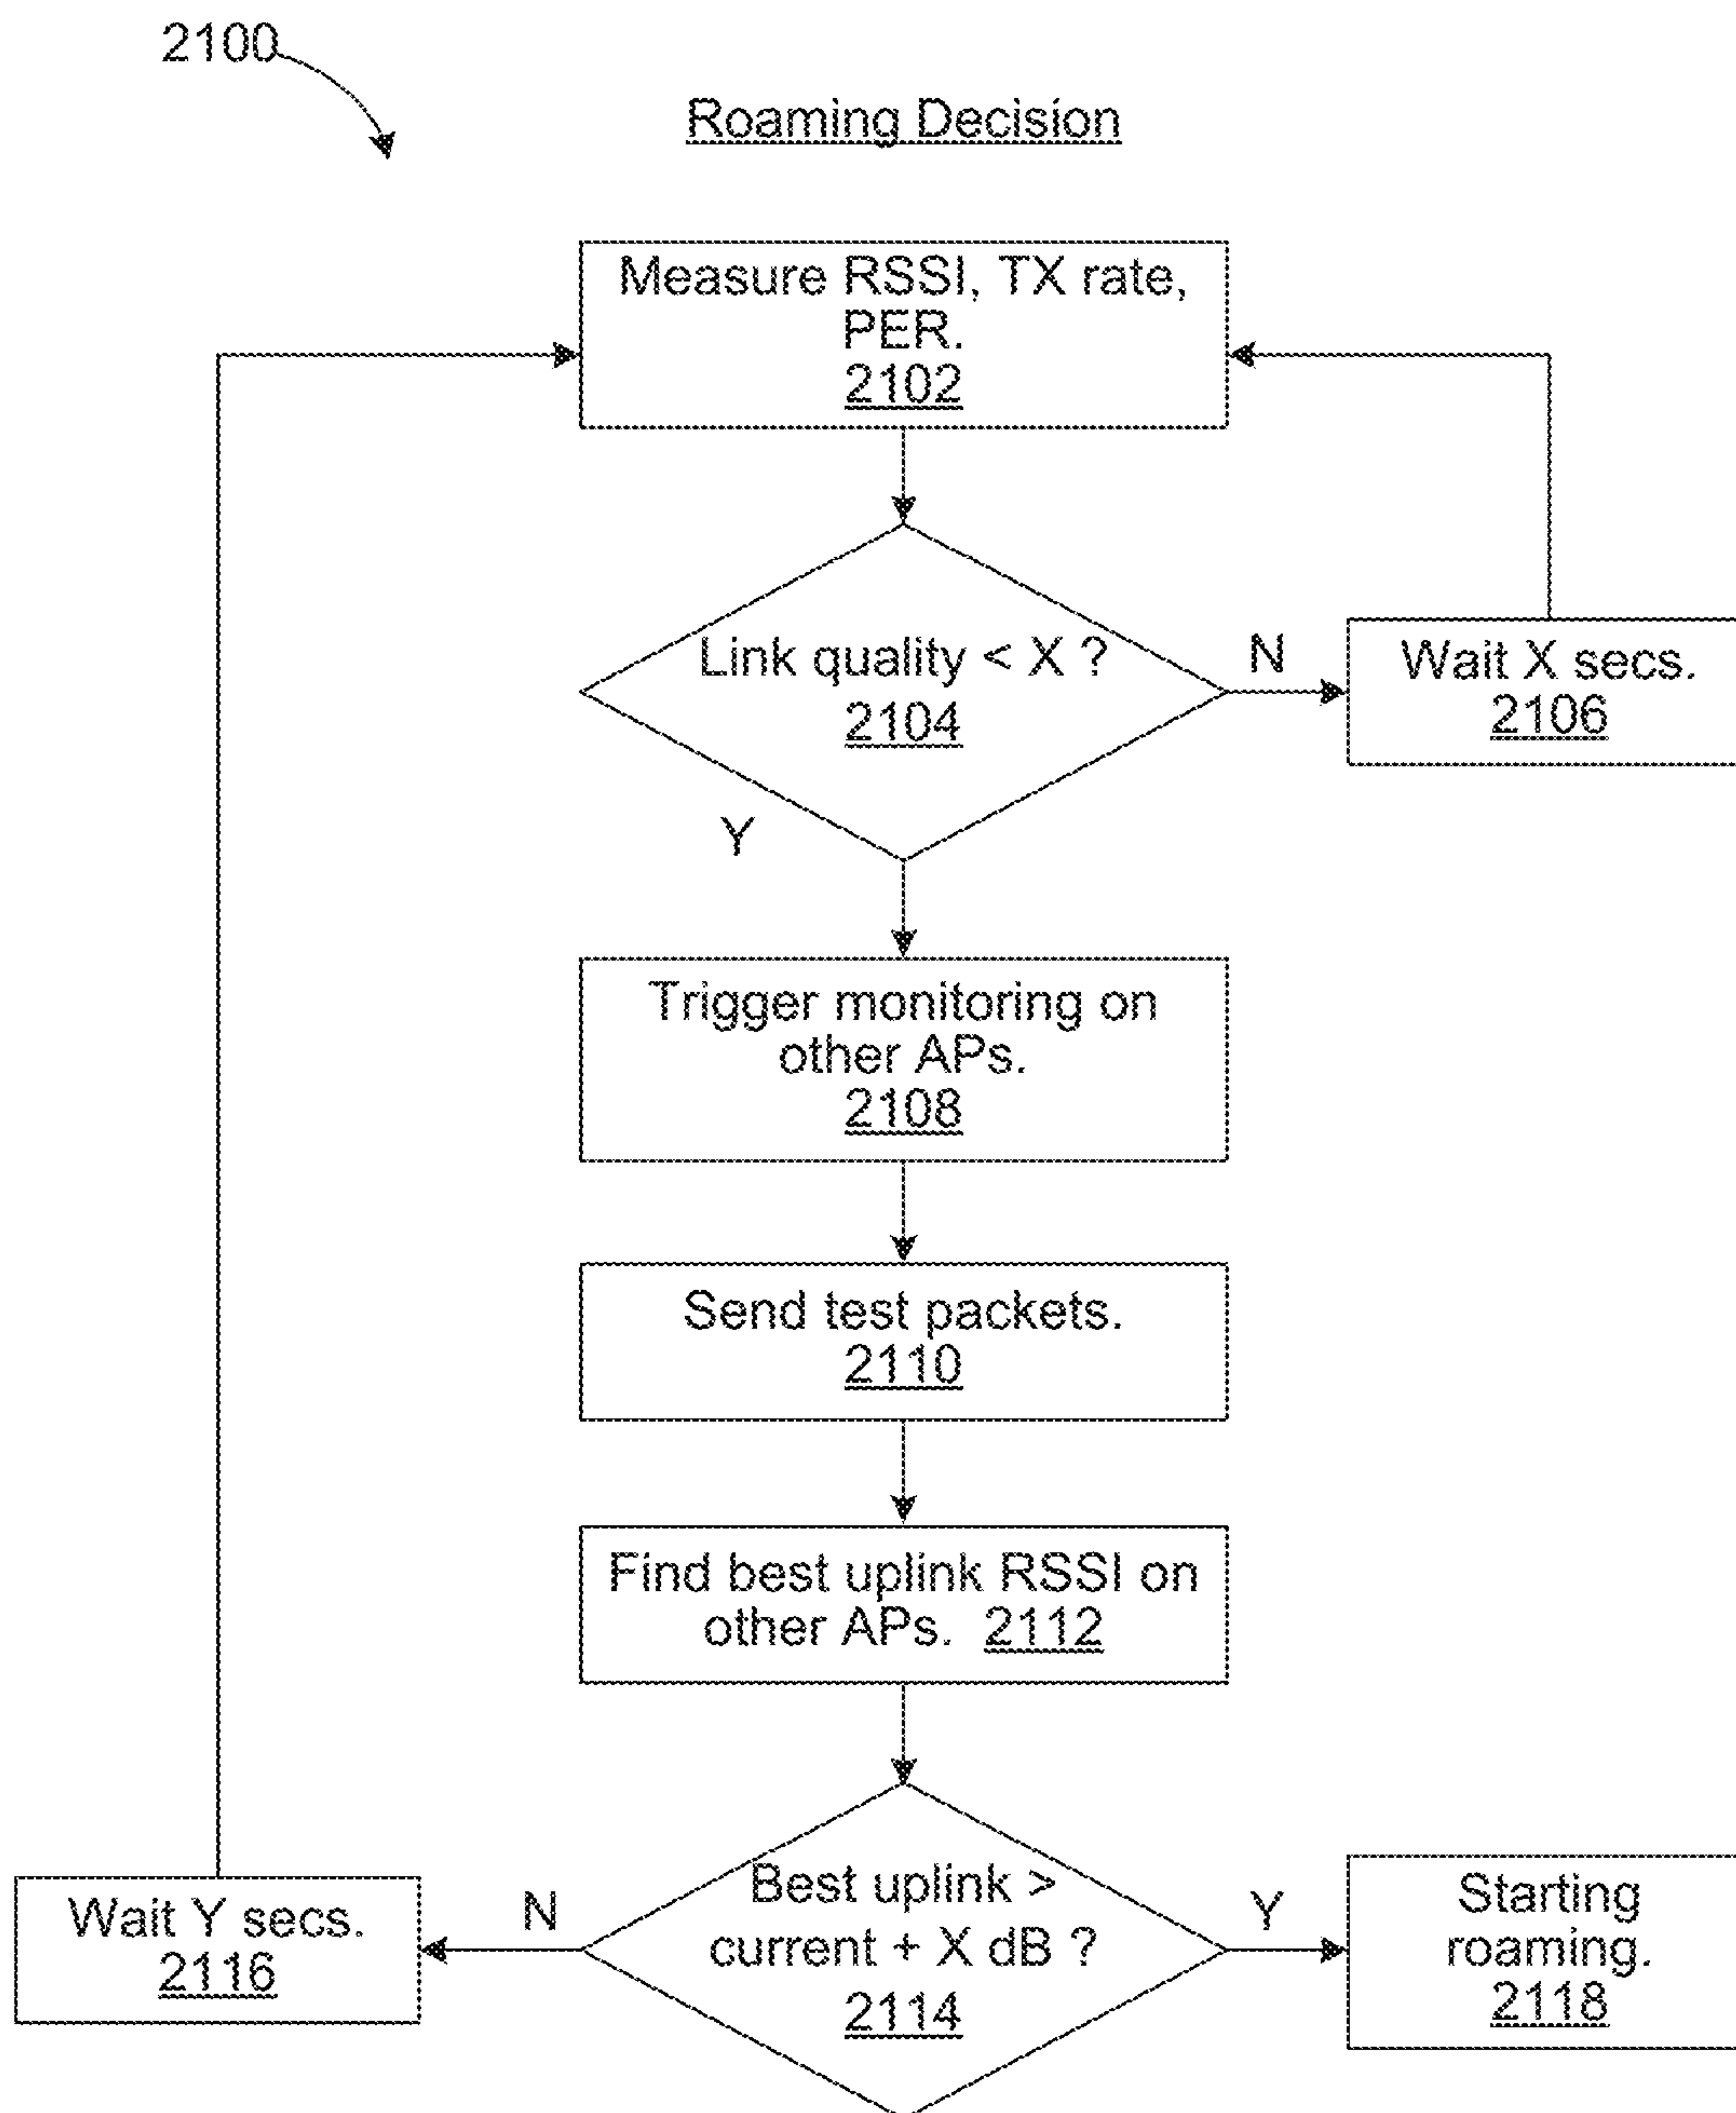 2100
Roaming Decision
Measure RSSI, TX rate,
PER.
2102
Link quality < X ?
2104
N
Wait X secs.
2106
Y
Trigger monitoring on
other APs.
2108
Send test packets.
2110
Find best uplink RSSI on
other APs. 2112
Best uplink >
current + X dB ?
2114
N
Wait Y secs.
2116
Y
Starting
roaming.
2118